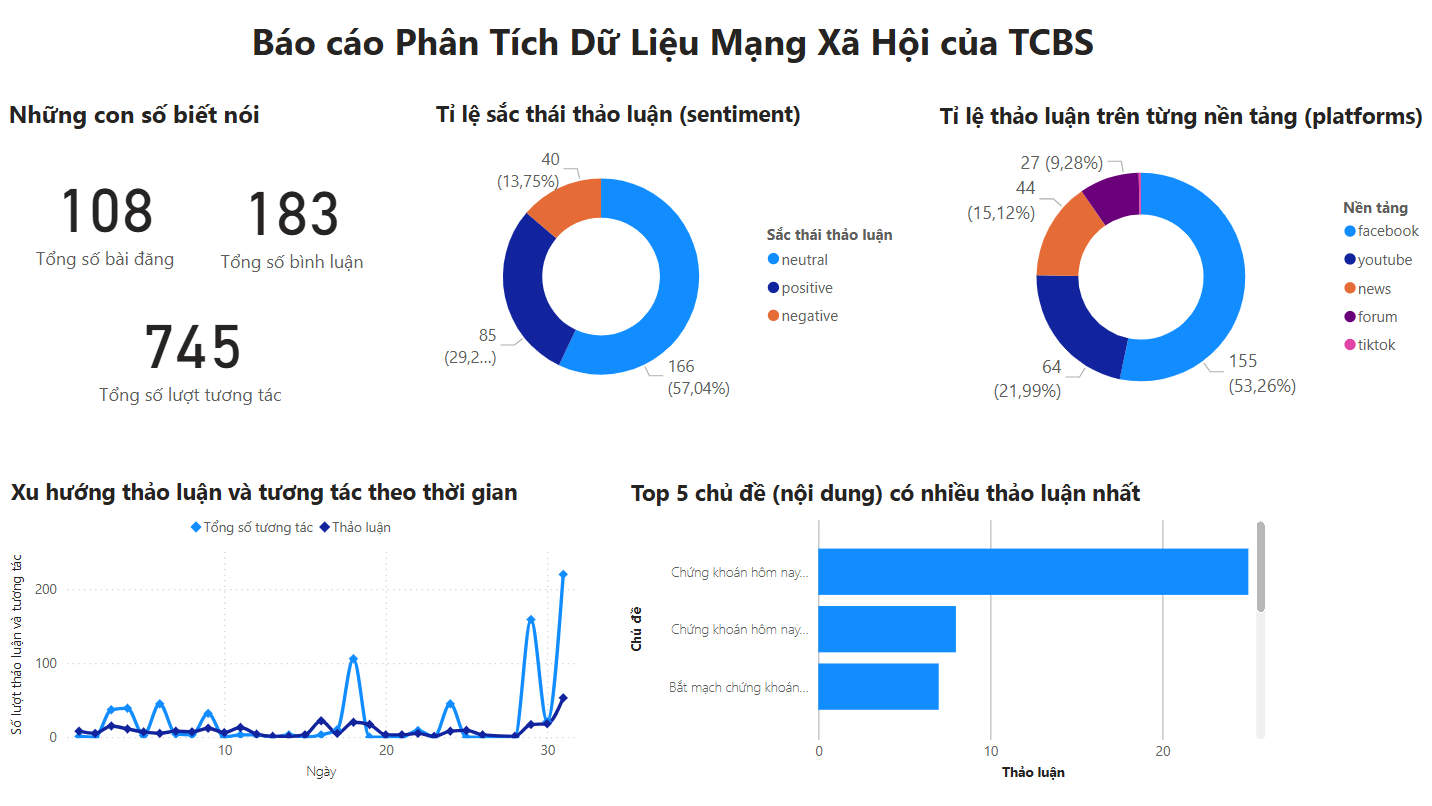 Báo cáo Phân Tích Dữ Liệu Mạng Xã Hội của TCBS
Những con số biết nói
108
Tổng số bài đăng
183
Tổng số bình luận
745
Tổng số lượt tương tác
Tỉ lệ sắc thái thảo luận (sentiment)
40
(13,75%)
85
(29,2...)
166
(57,04%)
Sắc thái thảo luận
neutral
positive
negative
Tỉ lệ thảo luận trên từng nền tảng (platforms)
27 (9,28%)
44
(15,12%)
64
(21,99%)
155
(53,26%)
Nền tảng
facebook
youtube
news
forum
tiktok
Xu hướng thảo luận và tương tác theo thời gian
Tổng số tương tác Thảo luận
Số lượt thảo luận và tương tác
200
100
0
10 20 30
Ngày
Top 5 chủ đề (nội dung) có nhiều thảo luận nhất
Chủ đề
Chứng khoán hôm nay...
Chứng khoán hôm nay...
Bắt mạch chứng khoán...
0 10 20
Thảo luận